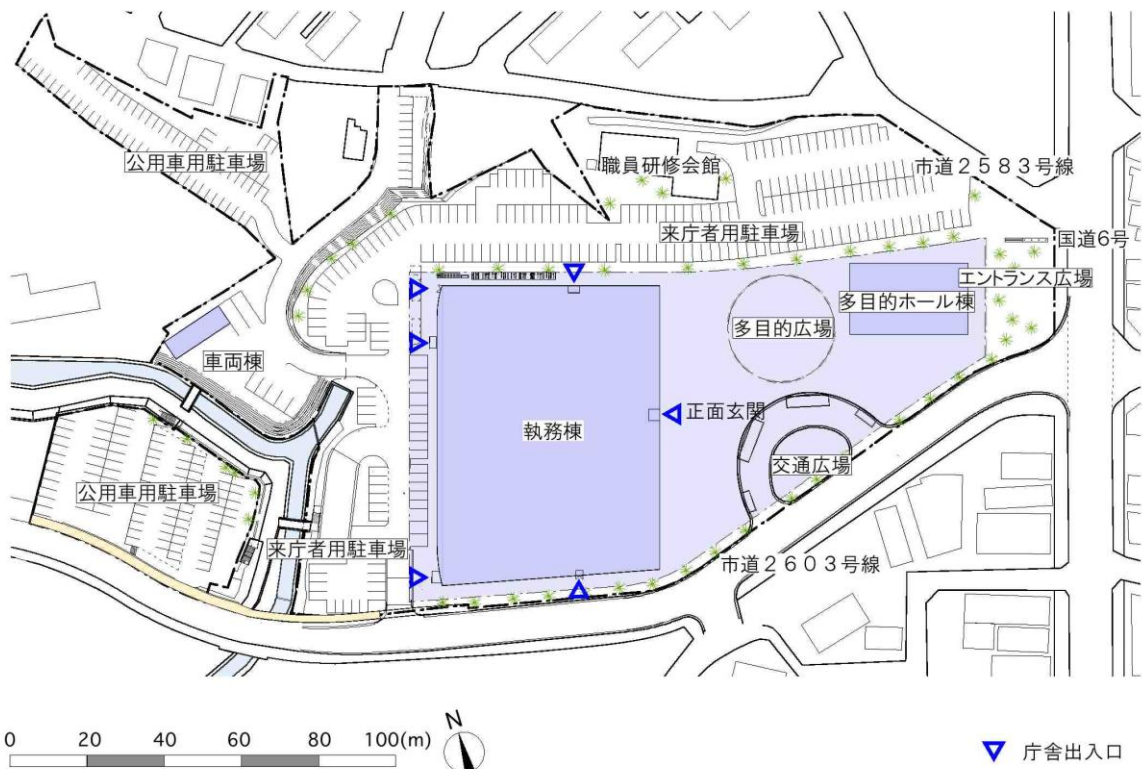 公用車用駐車場
職員研修会館
市道2583号線
来庁者用駐車場
国道6号
エントランス広場
多目的ホール棟
多目的広場
車両棟
正面玄関
執務棟
交通広場
公用車用駐車場
来庁者用駐車場
市道2603号線
0 20 40 60 80 100(m)
N
庁舎出入口